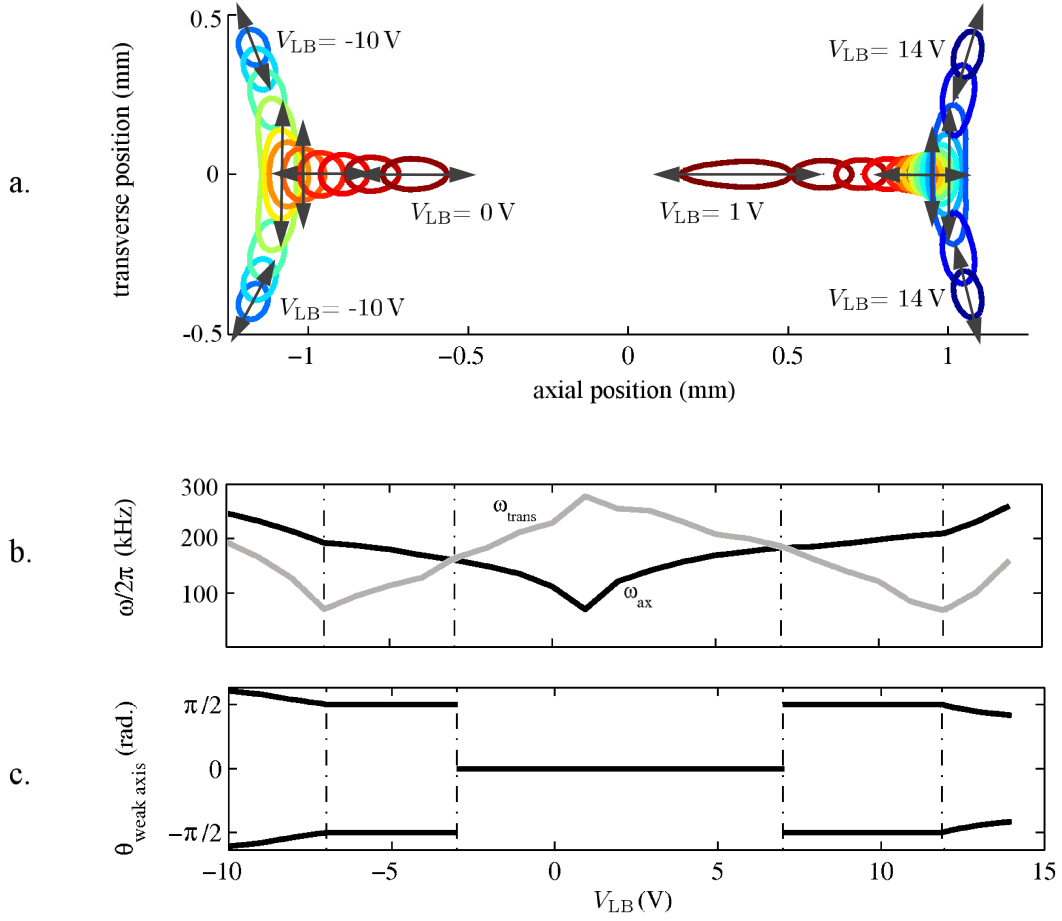 a.
transverse position (mm)
0.5
0
-0.5
V_LB = -10 V
V_LB = 14 V
V_LB = 0 V
V_LB = 1 V
V_LB = -10 V
V_LB = 14 V
−1
−0.5
0
0.5
1
axial position (mm)
b.
ω/2π (kHz)
300
200
100
ω_trans
ω_ax
c.
θ_weak axis (rad.)
π/2
0
−π/2
−10
−5
0
5
10
15
V_LB (V)